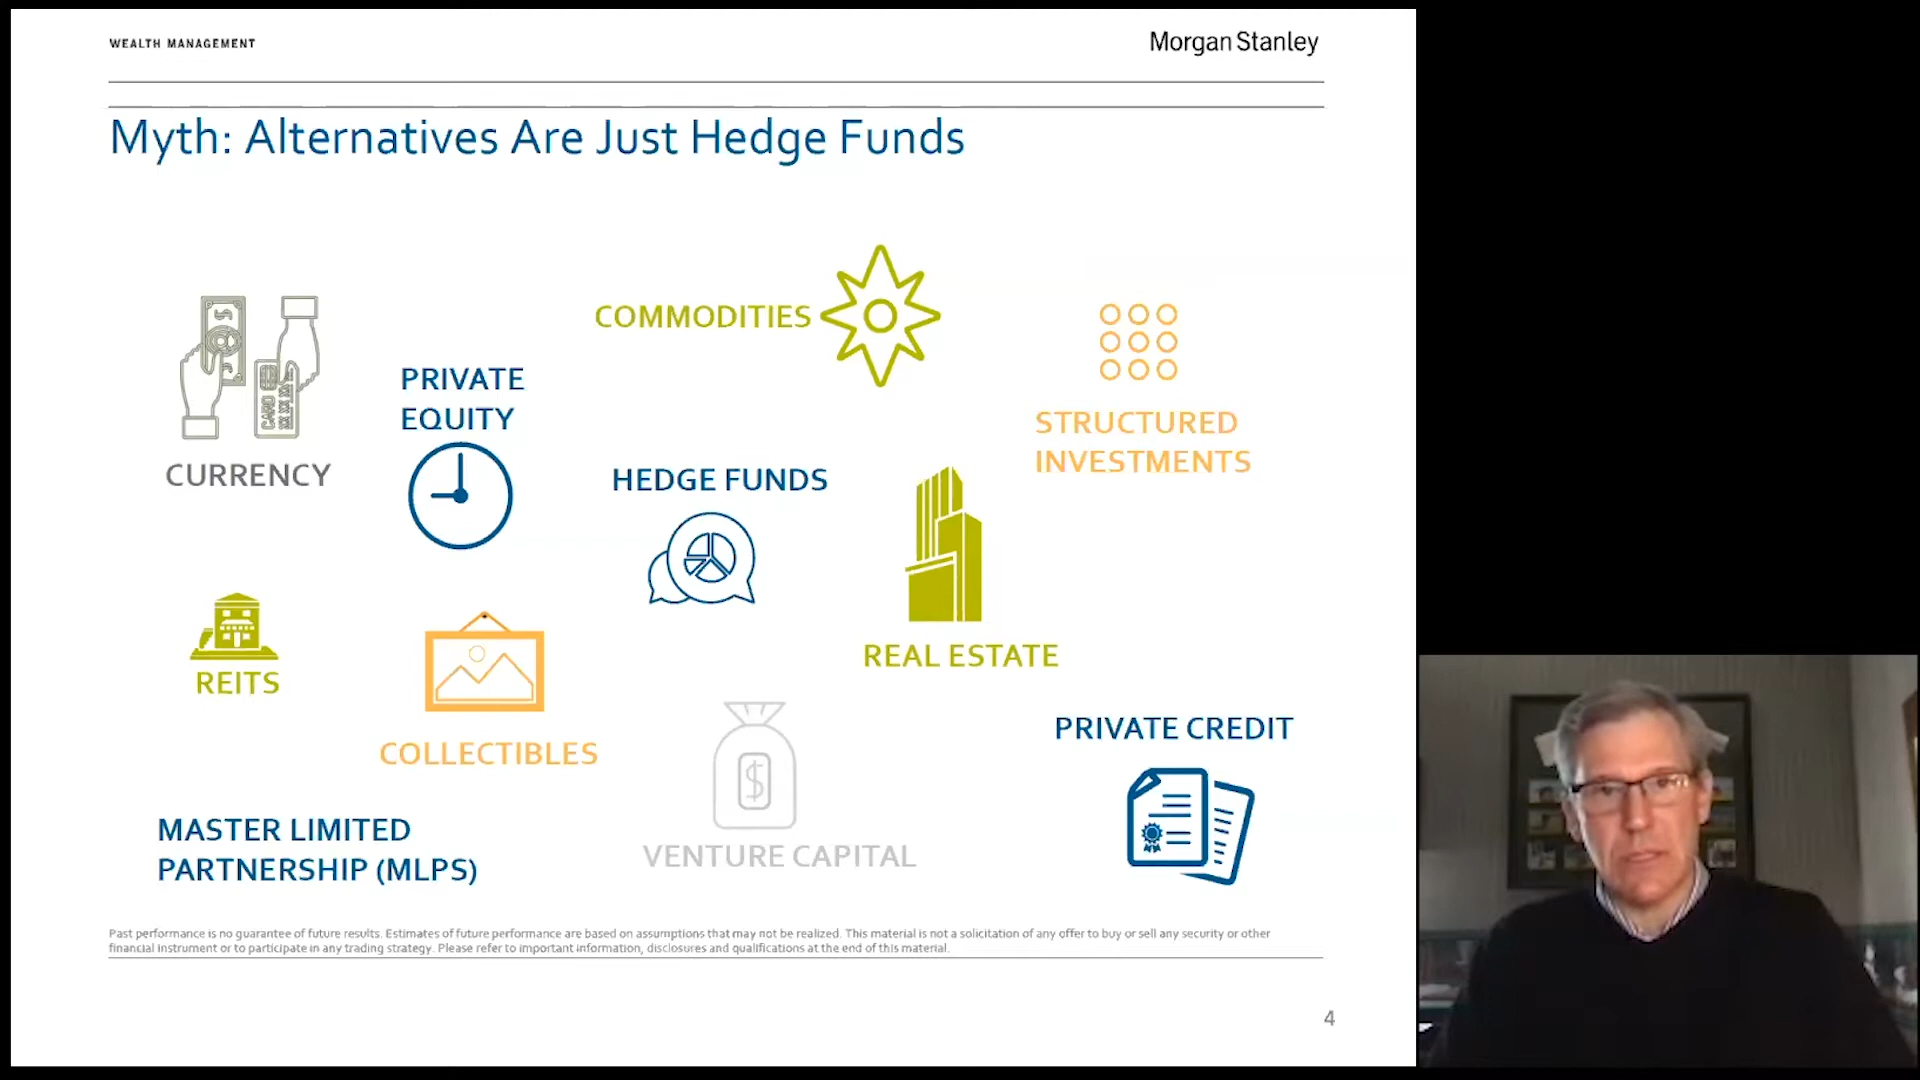 WEALTH MANAGEMENT
Morgan Stanley
Myth: Alternatives Are Just Hedge Funds
COMMODITIES
$
CARD
XX XX XX
CURRENCY
PRIVATE
EQUITY
STRUCTURED
INVESTMENTS
HEDGE FUNDS
REITS
REAL ESTATE
COLLECTIBLES
PRIVATE CREDIT
$
MASTER LIMITED
PARTNERSHIP (MLPS)
VENTURE CAPITAL
Past performance is no guarantee of future results. Estimates of future performance are based on assumptions that may not be realized. This material is not a solicitation of any offer to buy or sell any security or other
financial instrument or to participate in any trading strategy. Please refer to important information, disclosures and qualifications at the end of this material.
4